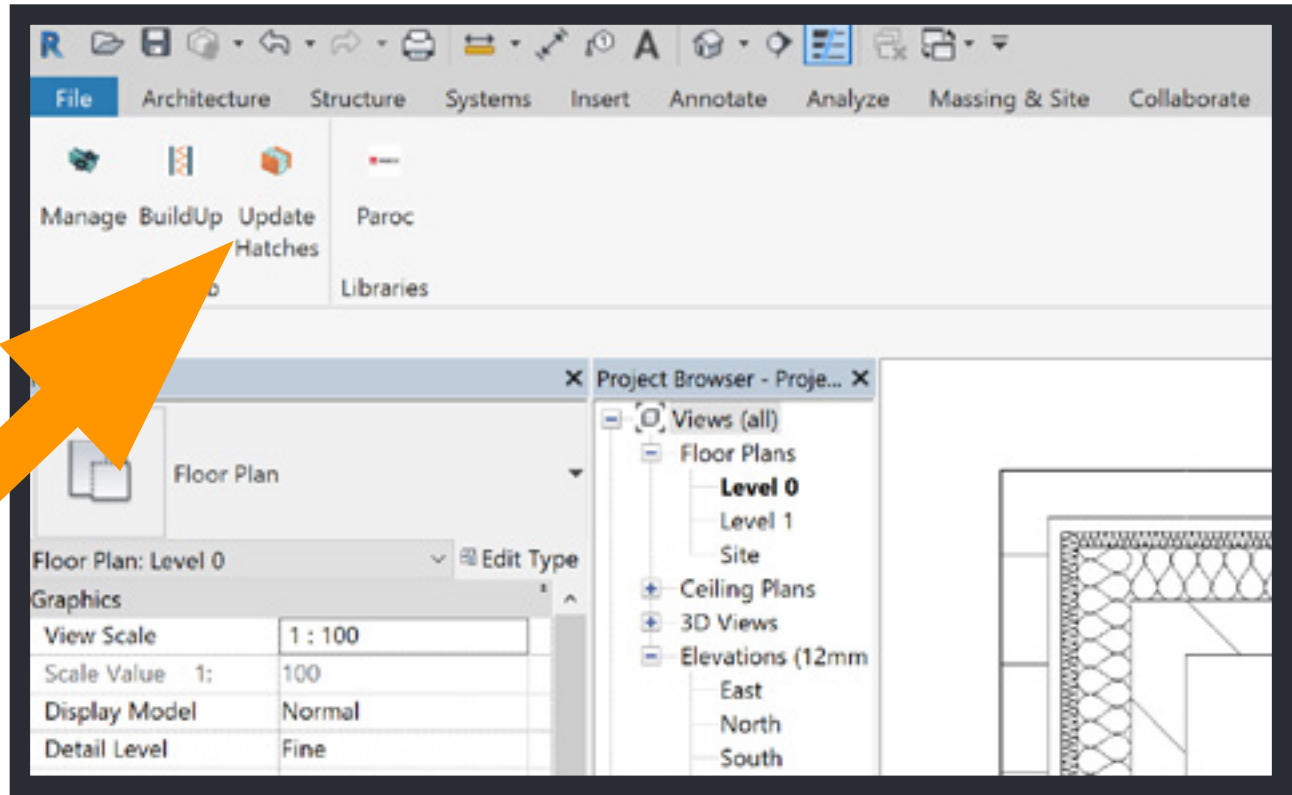 File Architecture Structure Systems Insert Annotate Analyze Massing & Site Collaborate
Manage BuildUp Update Hatches Paroc
Libraries
Project Browser - Proje...
Views (all)
Floor Plans
Level 0
Level 1
Site
Ceiling Plans
3D Views
Elevations (12mm
East
North
South
Floor Plan
Floor Plan: Level 0 Edit Type
Graphics
View Scale 1 : 100
Scale Value 1: 100
Display Model Normal
Detail Level Fine